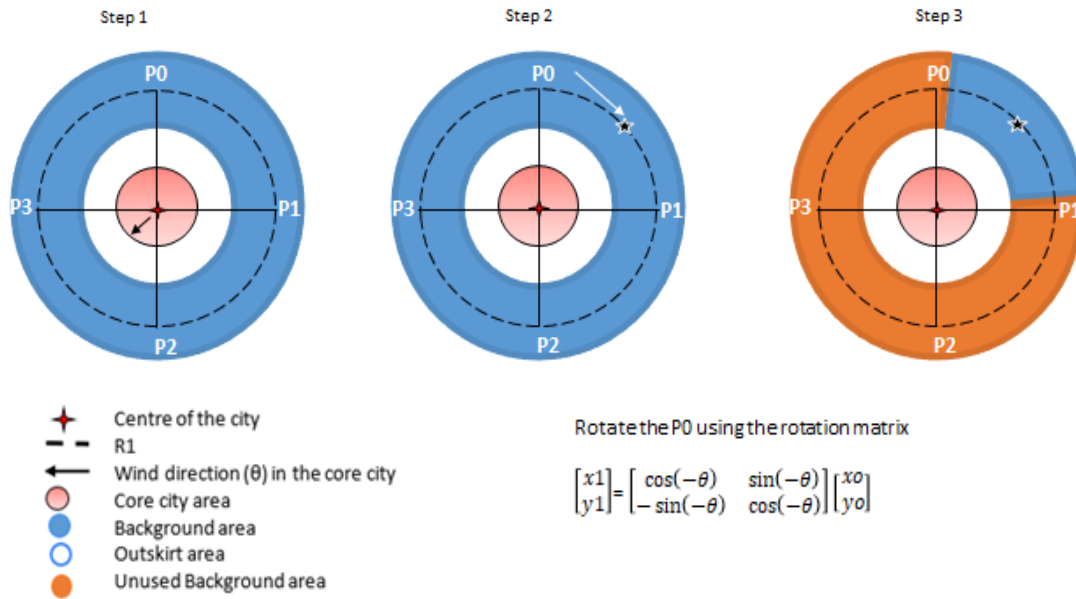 Step 1
Step 2
Step 3
P0
P0
P0
P3
P1
P3
P1
P3
P1
P2
P2
P2
Centre of the city
R1
Wind direction (θ) in the core city
Core city area
Background area
Outskirt area
Unused Background area
Rotate the P0 using the rotation matrix
[x1] = [cos(−θ) sin(−θ)] [xo]
[y1] [−sin(−θ) cos(−θ)] [yo]